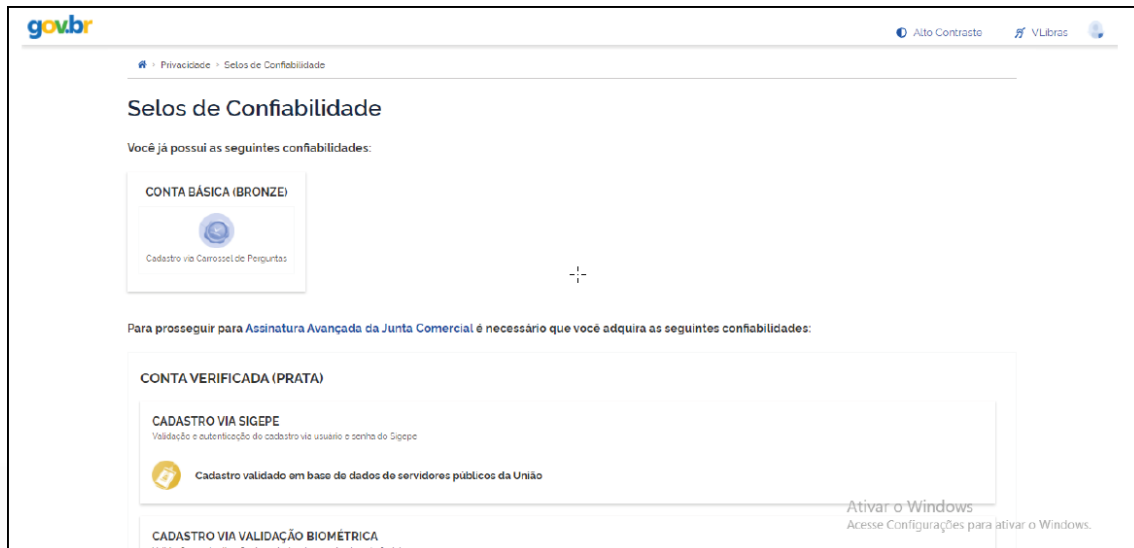 gov.br
Alto Contraste
VLibras
Privacidade > Selos de Confiabilidade
Selos de Confiabilidade
Você já possui as seguintes confiabilidades:
CONTA BÁSICA (BRONZE)
Cadastro via Carrossel de Perguntas
Para prosseguir para Assinatura Avançada da Junta Comercial é necessário que você adquira as seguintes confiabilidades:
CONTA VERIFICADA (PRATA)
CADASTRO VIA SIGEPE
Validação e autenticação do cadastro via usuario e senha do Sigepe
Cadastro validado em base de dados de servidores públicos da União
Ativar o Windows
Acesse Configurações para ativar o Windows.
CADASTRO VIA VALIDAÇÃO BIOMÉTRICA